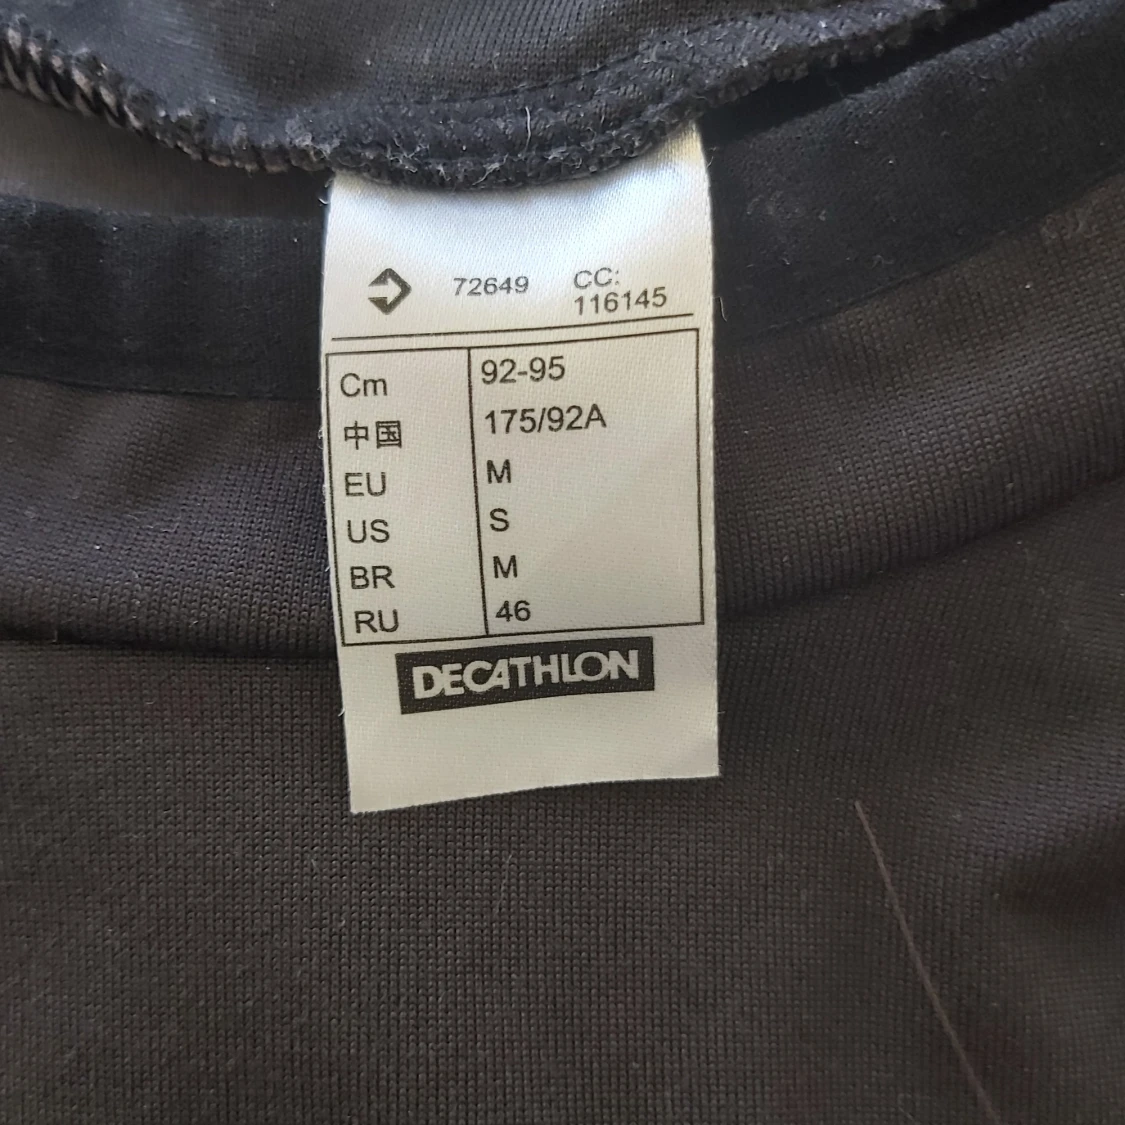 72649 CC:
116145
Cm 92-95
中国 175/92A
EU M
US S
BR M
RU 46
DECATHLON